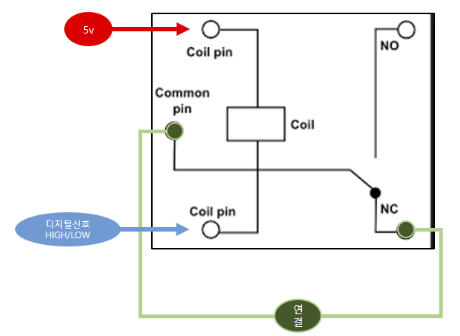 5v
Coil pin
NO
Common
pin
Coil
Coil pin
NC
디지털신호
HIGH/LOW
연
결